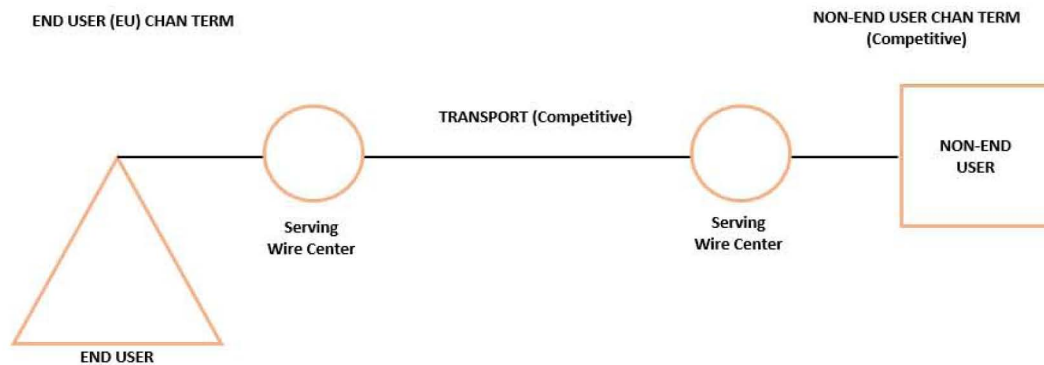 END USER (EU) CHAN TERM
NON-END USER CHAN TERM
(Competitive)
TRANSPORT (Competitive)
NON-END
USER
Serving
Wire Center
Serving
Wire Center
END USER